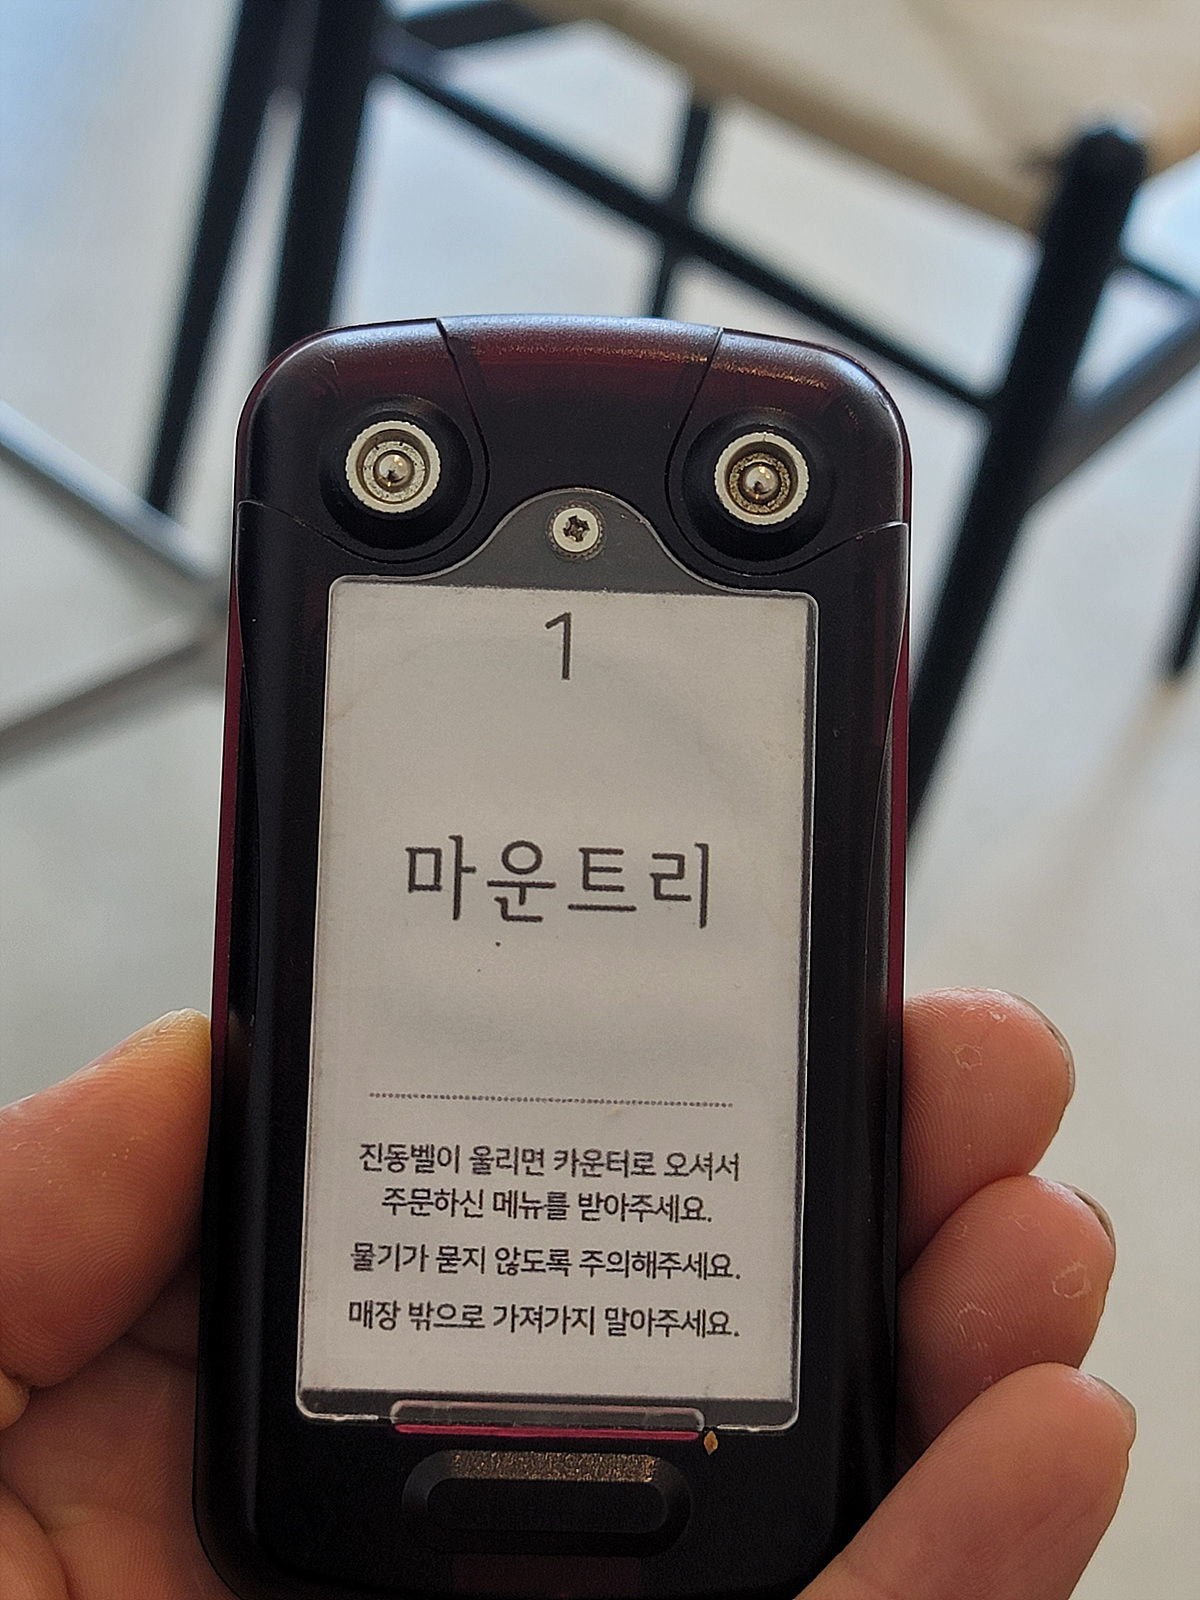 1
마운트리
진동벨이 울리면 카운터로 오셔서
주문하신 메뉴를 받아주세요.
물기가 묻지 않도록 주의해주세요.
매장 밖으로 가져가지 말아주세요.